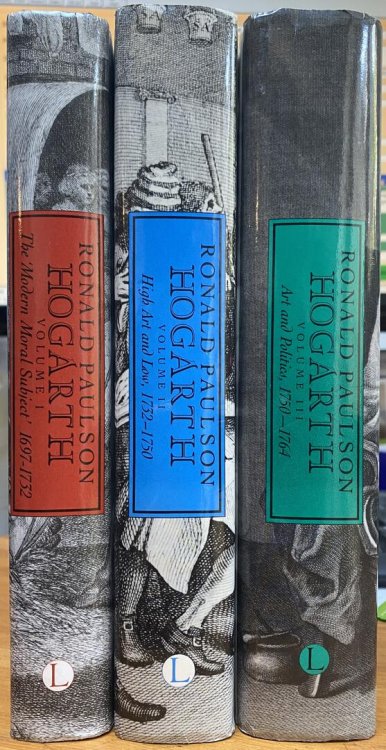 RONALD PAULSON
HOGARTH
VOLUME I
The 'Modern Moral Subject' 1697–1732
L
RONALD PAULSON
HOGARTH
VOLUME II
High Art and Low, 1732–1750
L
RONALD PAULSON
HOGARTH
VOLUME III
Art and Politics, 1750–1764
L